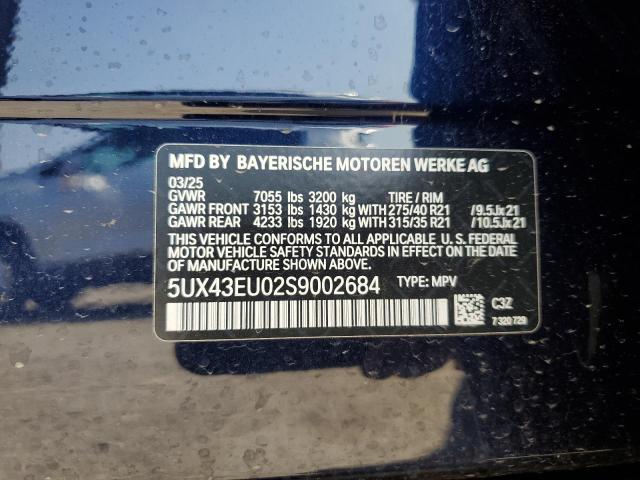 MFD BY BAYERISCHE MOTOREN WERKE AG
03/25
GVWR 7055 lbs 3200 kg TIRE / RIM
GAWR FRONT 3153 lbs 1430 kg WITH 275/40 R21 /9.5Jx21
GAWR REAR 4233 lbs 1920 kg WITH 315/35 R21 /10.5Jx21
THIS VEHICLE CONFORMS TO ALL APPLICABLE U. S. FEDERAL
MOTOR VEHICLE SAFETY STANDARDS IN EFFECT ON THE DATE
OF MANUFACTURE SHOWN ABOVE.
5UX43EU02S9002684 TYPE: MPV
C3Z
7 320 729